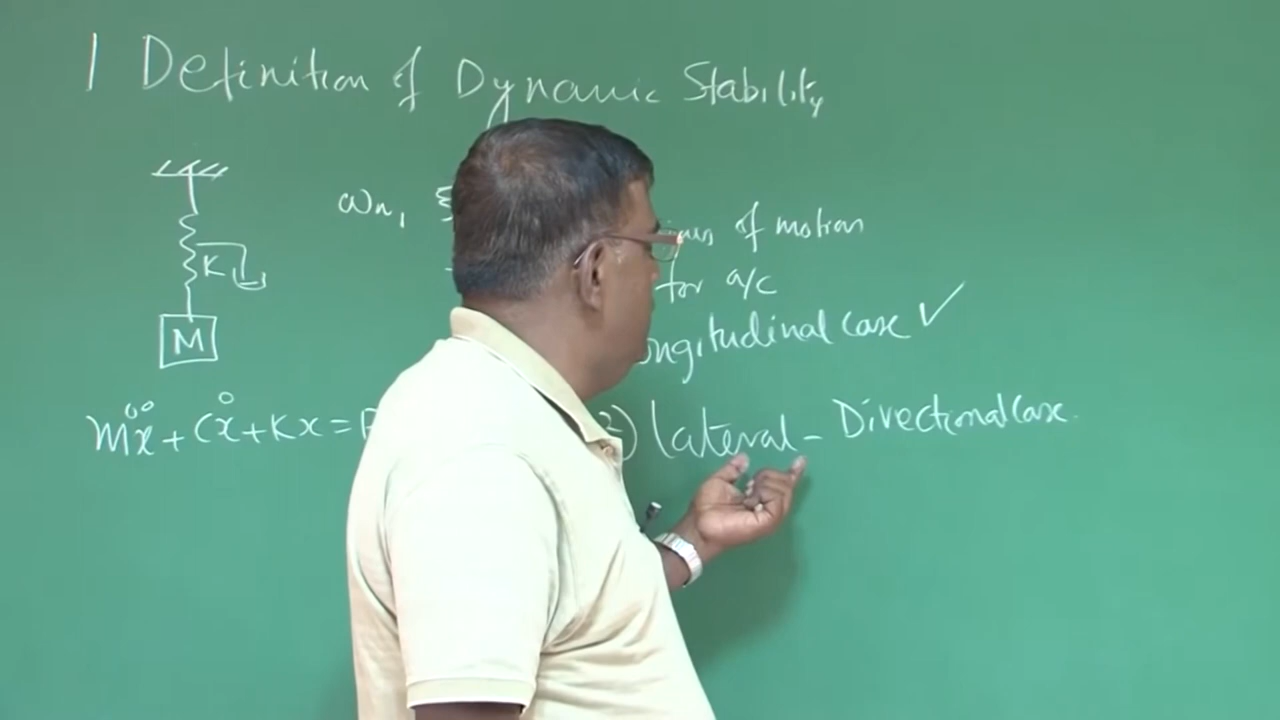 1 Definition of Dynamic Stability
ωn, ξ
of motion
for a/c
K
ongitudinal Case ✓
M
mẍ + cẋ + Kx =
2) Lateral - Directional Case.